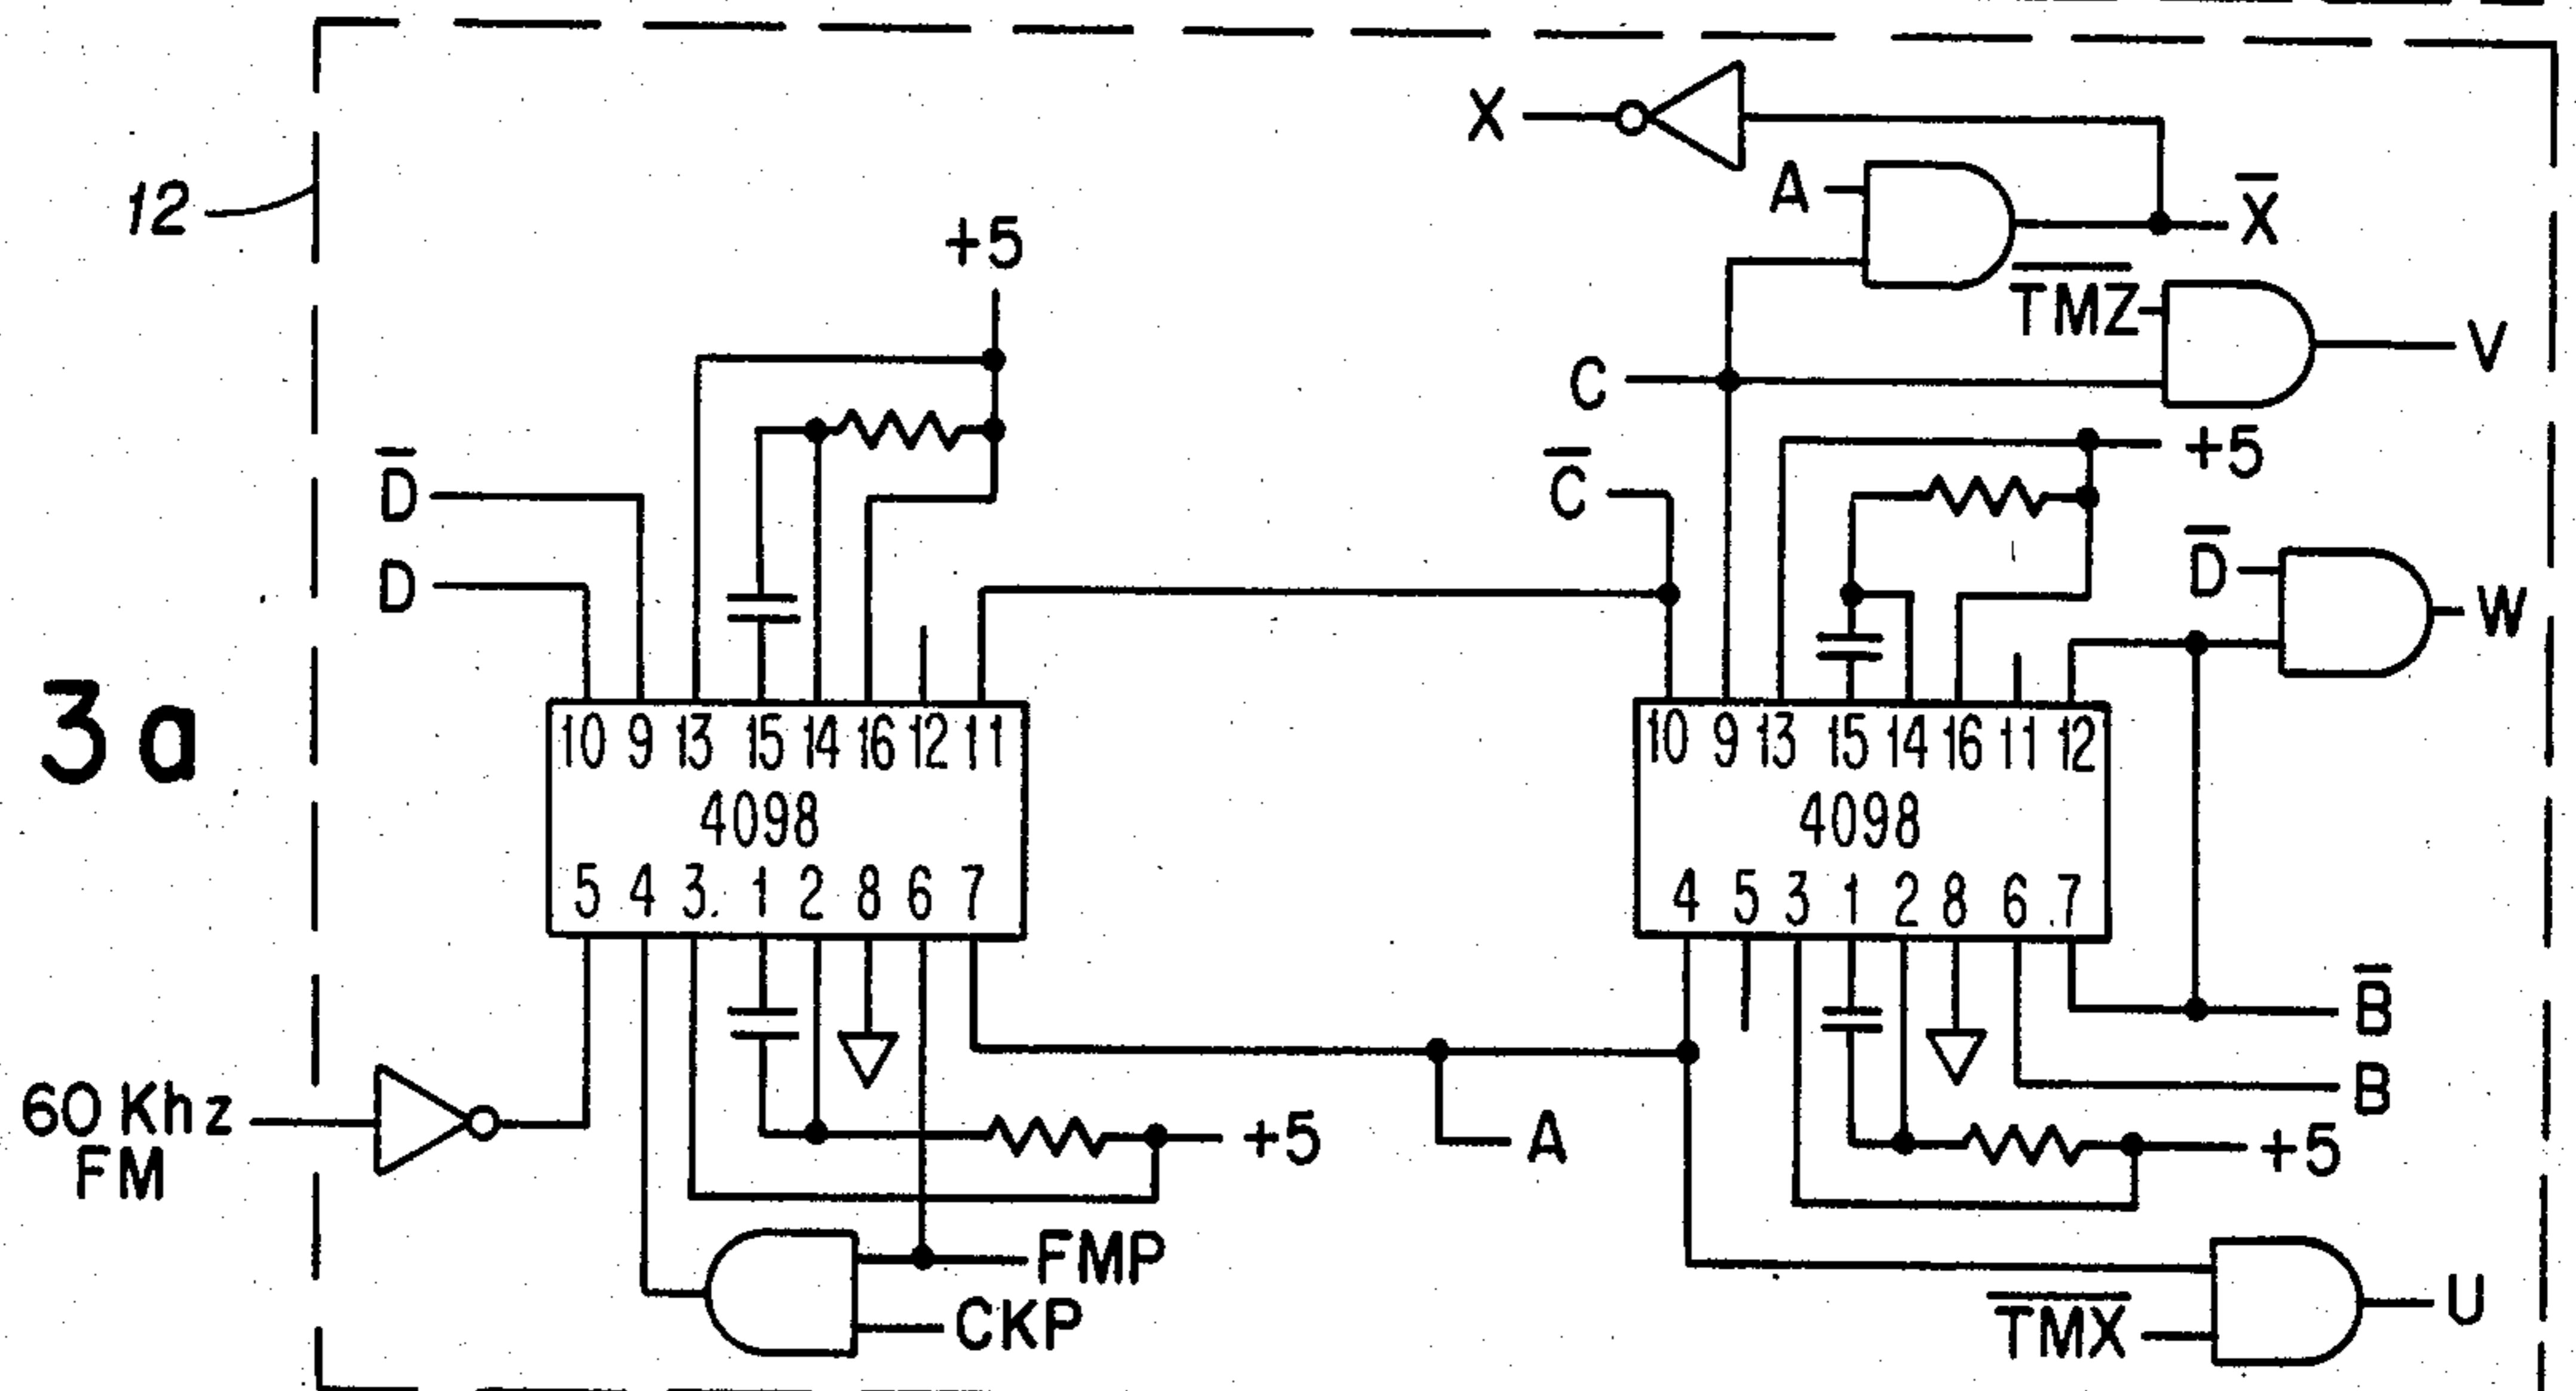 12
X
A
X̅
+5
T̅M̅Z̅
V
C
+5
D̅
C̅
D̅
D
W
3a
10 9 13 15 14 16 12 11
4098
5 4 3 1 2 8 6 7
10 9 13 15 14 16 11 12
4098
4 5 3 1 2 8 6 7
B̅
B
60 Khz
FM
+5
A
+5
FMP
CKP
T̅M̅X̅
U